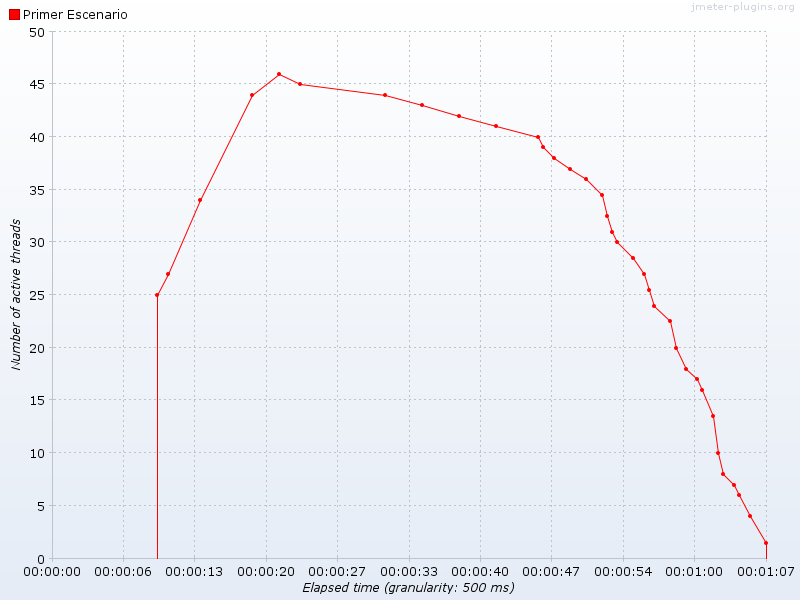 jmeter-plugins.org
Primer Escenario
50
45
40
35
30
25
20
15
10
5
0
Number of active threads
00:00:00 00:00:06 00:00:13 00:00:20 00:00:27 00:00:33 00:00:40 00:00:47 00:00:54 00:01:00 00:01:07
Elapsed time (granularity: 500 ms)